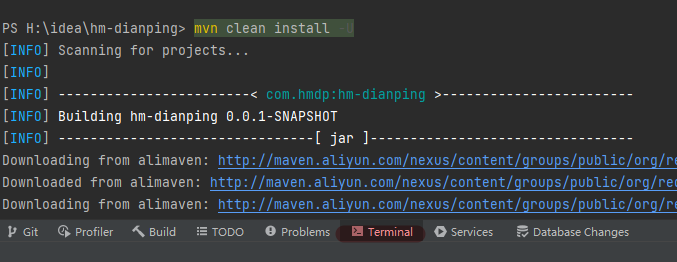 PS H:\idea\hm-dianping> mvn clean install -U
[INFO] Scanning for projects...
[INFO]
[INFO] -------------------------< com.hmdp:hm-dianping >-------------------------
[INFO] Building hm-dianping 0.0.1-SNAPSHOT
[INFO] --------------------------------[ jar ]---------------------------------
Downloading from alimaven: http://maven.aliyun.com/nexus/content/groups/public/org/re
Downloaded from alimaven: http://maven.aliyun.com/nexus/content/groups/public/org/red
Downloading from alimaven: http://maven.aliyun.com/nexus/content/groups/public/org/re
Git Profiler Build TODO Problems Terminal Services Database Changes